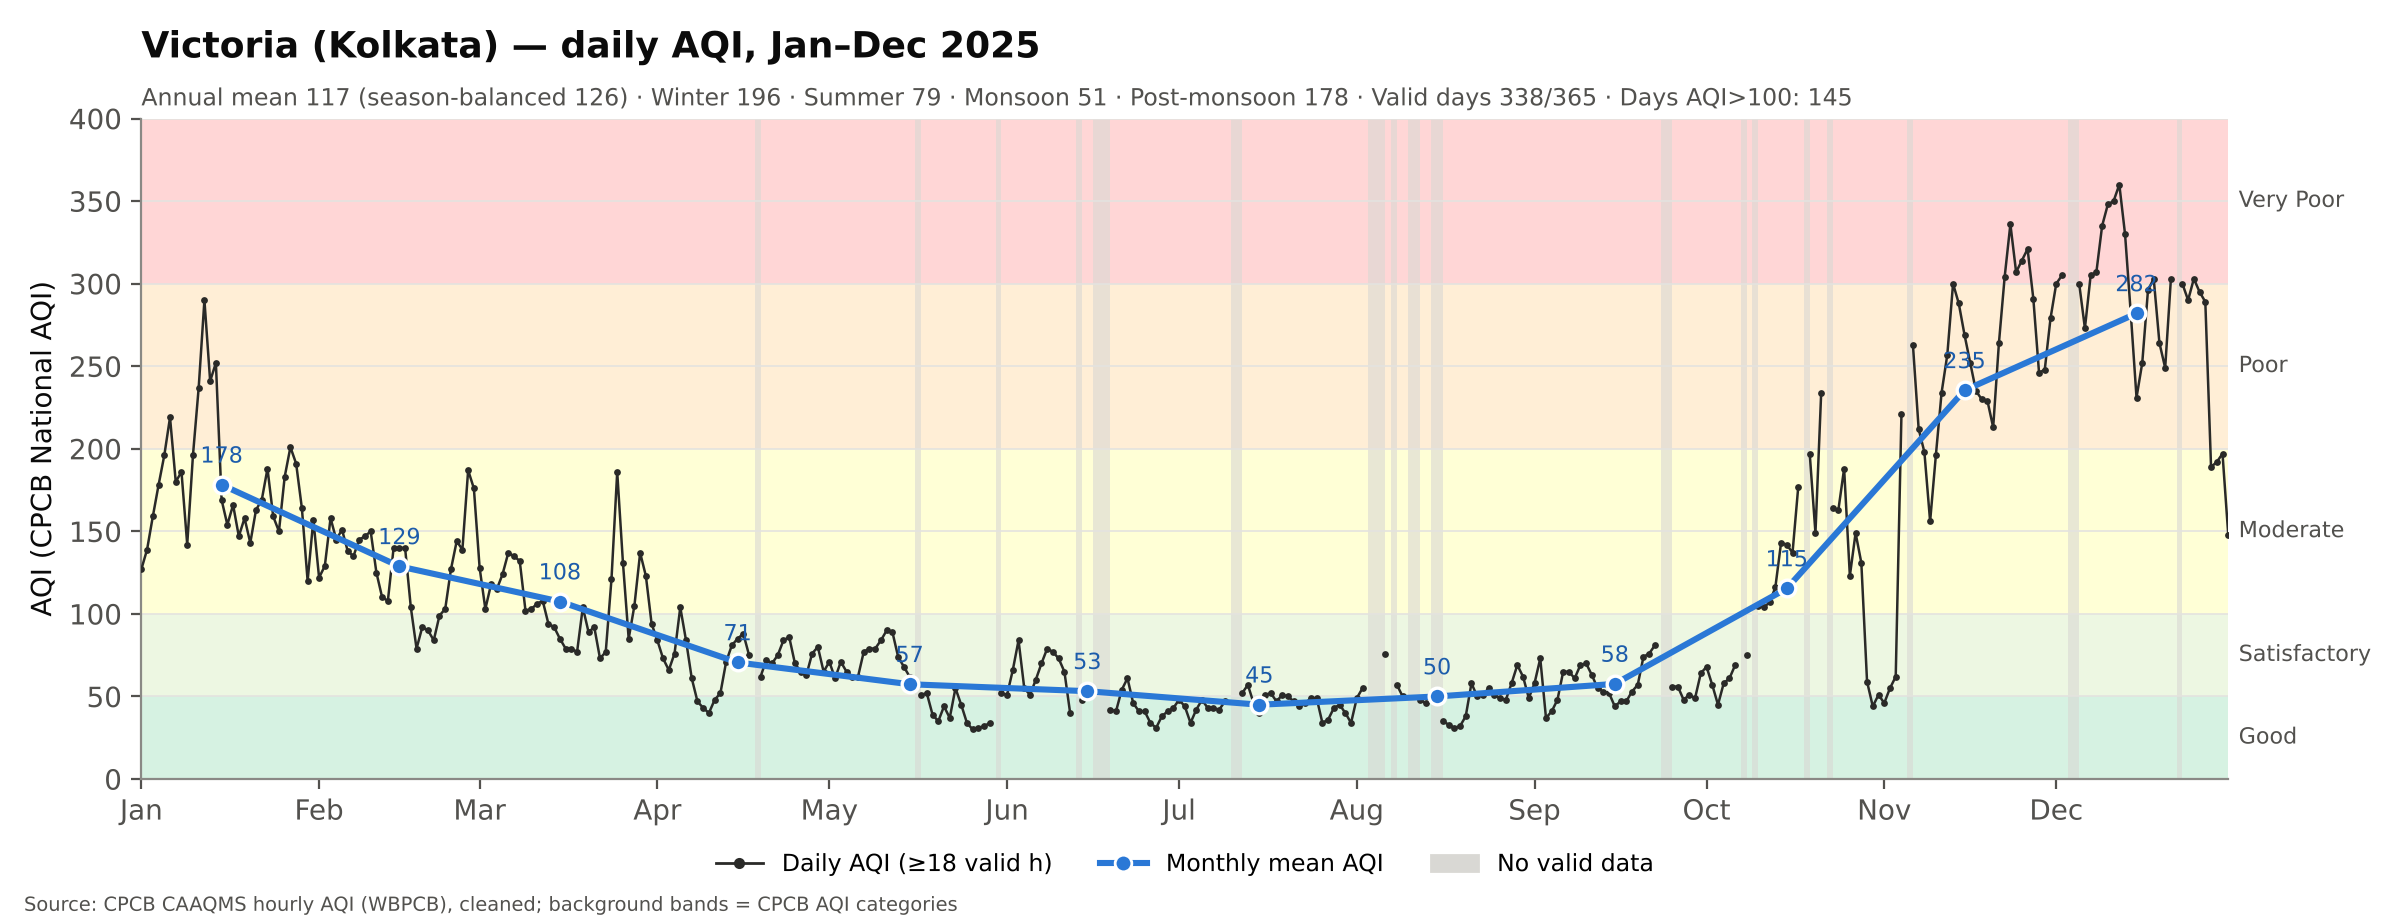 Victoria (Kolkata) — daily AQI, Jan–Dec 2025
Annual mean 117 (season-balanced 126) · Winter 196 · Summer 79 · Monsoon 51 · Post-monsoon 178 · Valid days 338/365 · Days AQI>100: 145
AQI (CPCB National AQI)
400
350
300
250
200
150
100
50
0
Very Poor
Poor
Moderate
Satisfactory
Good
178
129
108
71
57
53
45
50
58
115
235
282
Jan
Feb
Mar
Apr
May
Jun
Jul
Aug
Sep
Oct
Nov
Dec
Daily AQI (≥18 valid h)
Monthly mean AQI
No valid data
Source: CPCB CAAQMS hourly AQI (WBPCB), cleaned; background bands = CPCB AQI categories